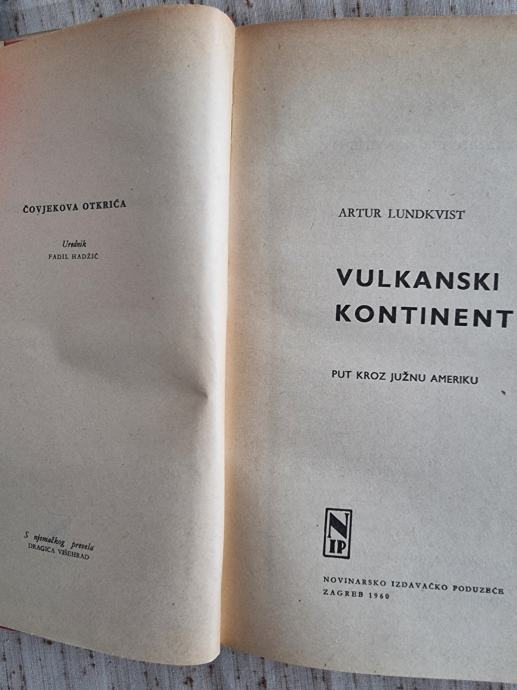 ČOVJEKOVA OTKRIĆA
Urednik
FADIL HADŽIĆ
S njemačkog prevela
DRAGICA VIŠEHRAD
ARTUR LUNDKVIST
VULKANSKI
KONTINENT
PUT KROZ JUŽNU AMERIKU
N
IP
NOVINARSKO IZDAVAČKO PODUZEĆE
ZAGREB 1960